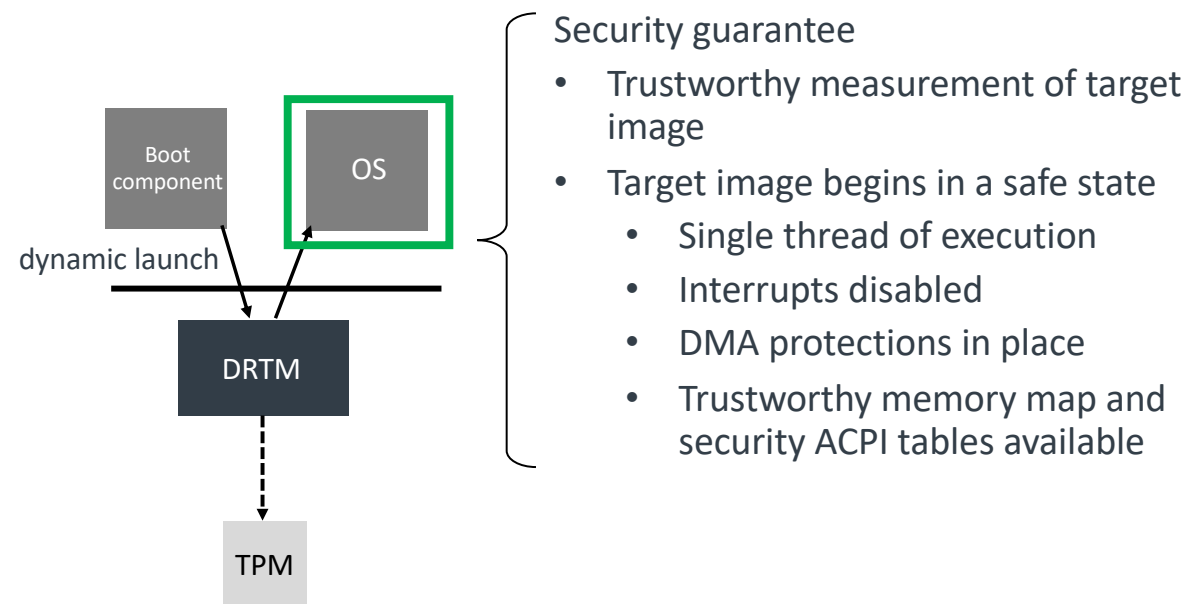 Boot
component
OS
dynamic launch
DRTM
TPM
Security guarantee
• Trustworthy measurement of target
image
• Target image begins in a safe state
• Single thread of execution
• Interrupts disabled
• DMA protections in place
• Trustworthy memory map and
security ACPI tables available